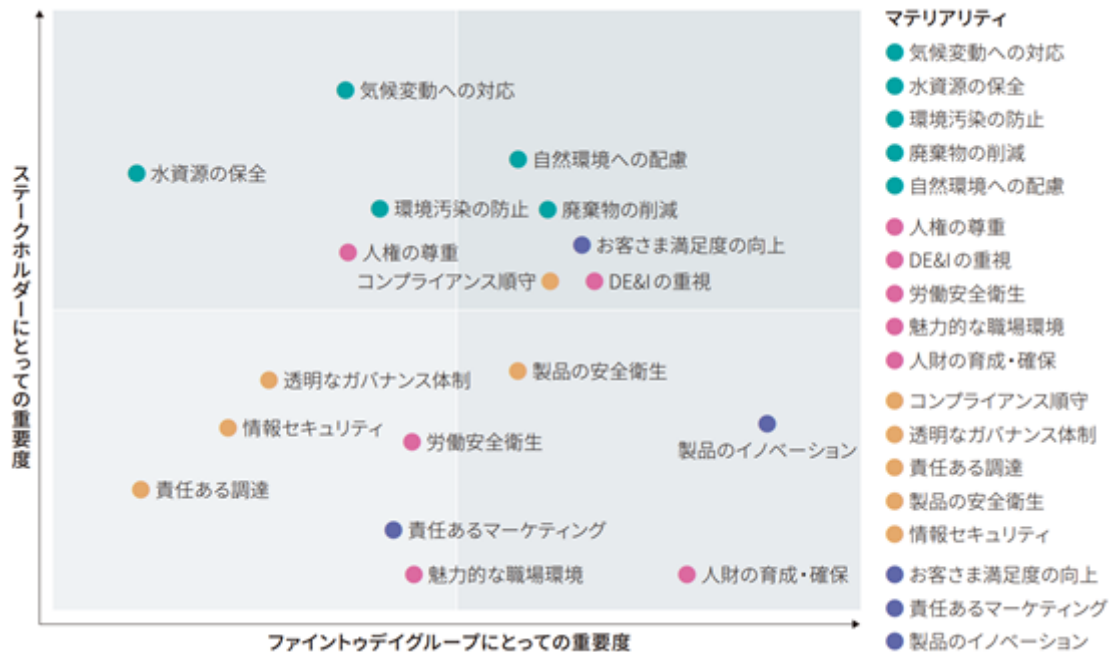 マテリアリティ
気候変動への対応
水資源の保全
環境汚染の防止
廃棄物の削減
自然環境への配慮
人権の尊重
DE&Iの重視
労働安全衛生
魅力的な職場環境
人財の育成・確保
コンプライアンス順守
透明なガバナンス体制
責任ある調達
製品の安全衛生
情報セキュリティ
お客さま満足度の向上
責任あるマーケティング
製品のイノベーション
ステークホルダーにとっての重要度
気候変動への対応
自然環境への配慮
水資源の保全
環境汚染の防止
廃棄物の削減
お客さま満足度の向上
人権の尊重
コンプライアンス順守
DE&Iの重視
製品の安全衛生
透明なガバナンス体制
情報セキュリティ
労働安全衛生
製品のイノベーション
責任ある調達
責任あるマーケティング
魅力的な職場環境
人財の育成・確保
ファイントゥデイグループにとっての重要度